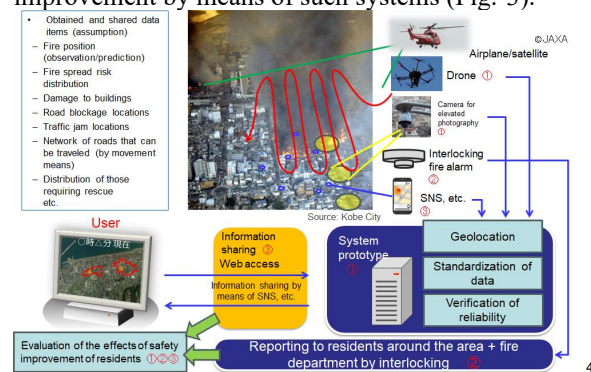 improvement by means of such systems (Fig. 3).
• Obtained and shared data
items (assumption)
– Fire position
(observation/prediction)
– Fire spread risk
distribution
– Damage to buildings
– Road blockage locations
– Traffic jam locations
– Network of roads that can
be traveled (by movement
means)
– Distribution of those
requiring rescue
etc.
©JAXA
Airplane/satellite
Drone ①
Camera for
elevated
photography
①
Interlocking
fire alarm
②
SNS, etc.
③
Source: Kobe City
User
○時△分 現在
Information
sharing ③
Web access
Information sharing by
means of SNS, etc.
System
prototype
①
Geolocation
Standardization of
data
Verification of
reliability
Evaluation of the effects of safety
improvement of residents ①②③
Reporting to residents around the area + fire
department by interlocking ②
4